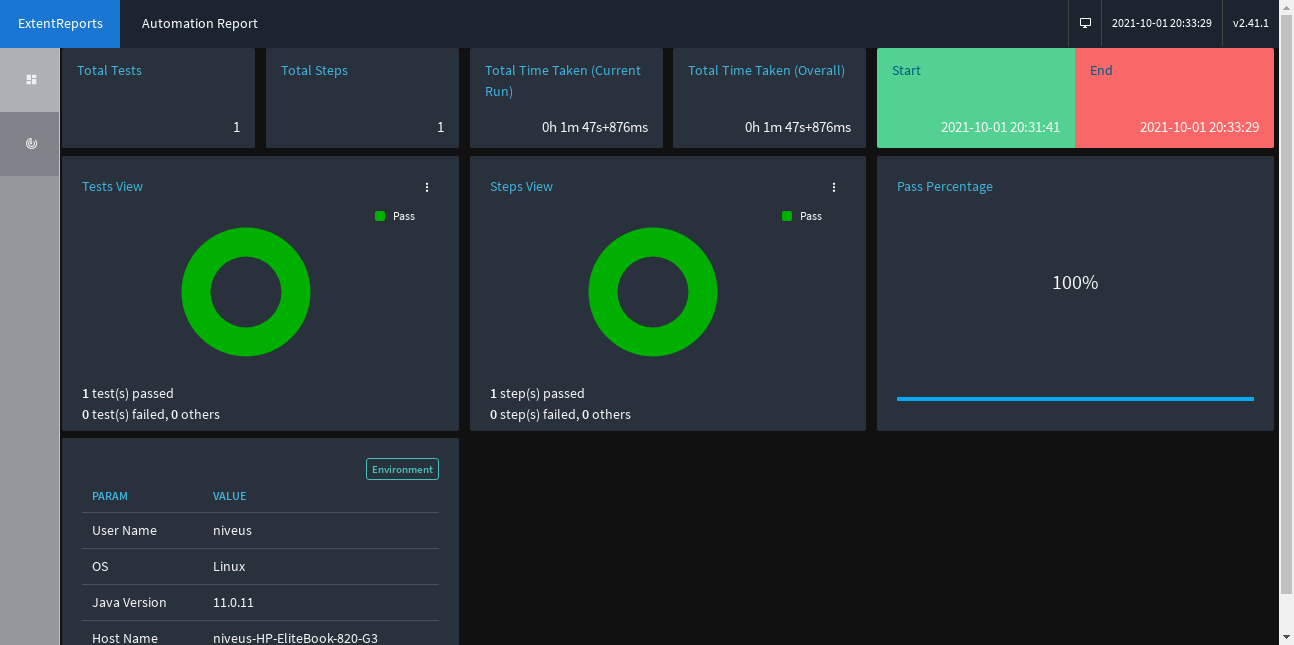 ExtentReports
Automation Report
2021-10-01 20:33:29
v2.41.1
Total Tests
1
Total Steps
1
Total Time Taken (Current
Run)
0h 1m 47s+876ms
Total Time Taken (Overall)
0h 1m 47s+876ms
Start
2021-10-01 20:31:41
End
2021-10-01 20:33:29
Tests View
Pass
1 test(s) passed
0 test(s) failed, 0 others
Steps View
Pass
1 step(s) passed
0 step(s) failed, 0 others
Pass Percentage
100%
Environment
PARAM VALUE
User Name niveus
OS Linux
Java Version 11.0.11
Host Name niveus-HP-EliteBook-820-G3